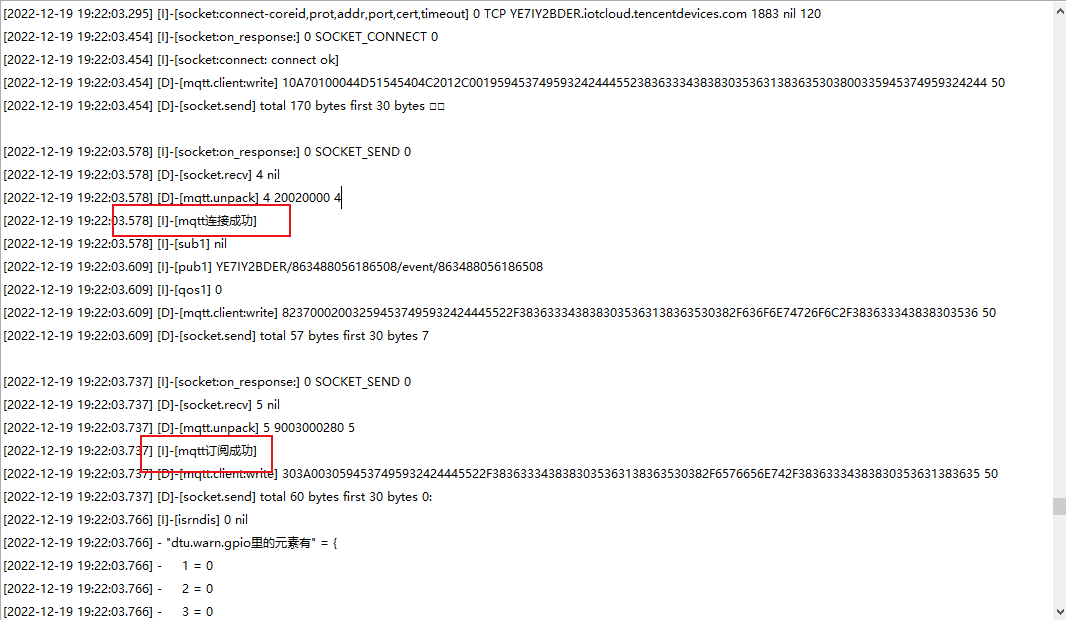 [2022-12-19 19:22:03.295] [I]-[socket:connect-coreid,prot,addr,port,cert,timeout] 0 TCP YE7IY2BDER.iotcloud.tencentdevices.com 1883 nil 120
[2022-12-19 19:22:03.454] [I]-[socket:on_response:] 0 SOCKET_CONNECT 0
[2022-12-19 19:22:03.454] [I]-[socket:connect: connect ok]
[2022-12-19 19:22:03.454] [D]-[mqtt.client:write] 10A70100044D51545404C2012C00195945374959324244455238363334383830353631383635303800335945374959324244 50
[2022-12-19 19:22:03.454] [D]-[socket.send] total 170 bytes first 30 bytes □□
[2022-12-19 19:22:03.578] [I]-[socket:on_response:] 0 SOCKET_SEND 0
[2022-12-19 19:22:03.578] [D]-[socket.recv] 4 nil
[2022-12-19 19:22:03.578] [D]-[mqtt.unpack] 4 20020000 4
[2022-12-19 19:22:03.578] [I]-[mqtt连接成功]
[2022-12-19 19:22:03.578] [I]-[sub1] nil
[2022-12-19 19:22:03.609] [I]-[pub1] YE7IY2BDER/863488056186508/event/863488056186508
[2022-12-19 19:22:03.609] [I]-[qos1] 0
[2022-12-19 19:22:03.609] [D]-[mqtt.client:write] 823700020032594537495932424445522F3836333438383035363138363530382F636F6E74726F6C2F383633343838303536 50
[2022-12-19 19:22:03.609] [D]-[socket.send] total 57 bytes first 30 bytes 7
[2022-12-19 19:22:03.737] [I]-[socket:on_response:] 0 SOCKET_SEND 0
[2022-12-19 19:22:03.737] [D]-[socket.recv] 5 nil
[2022-12-19 19:22:03.737] [D]-[mqtt.unpack] 5 9003000280 5
[2022-12-19 19:22:03.737] [I]-[mqtt订阅成功]
[2022-12-19 19:22:03.737] [D]-[mqtt.client:write] 303A0030594537495932424445522F3836333438383035363138363530382F6576656E742F38363334383830353631383635 50
[2022-12-19 19:22:03.737] [D]-[socket.send] total 60 bytes first 30 bytes 0:
[2022-12-19 19:22:03.766] [I]-[isrndis] 0 nil
[2022-12-19 19:22:03.766] - "dtu.warn.gpio里的元素有" = {
[2022-12-19 19:22:03.766] - 1 = 0
[2022-12-19 19:22:03.766] - 2 = 0
[2022-12-19 19:22:03.766] - 3 = 0